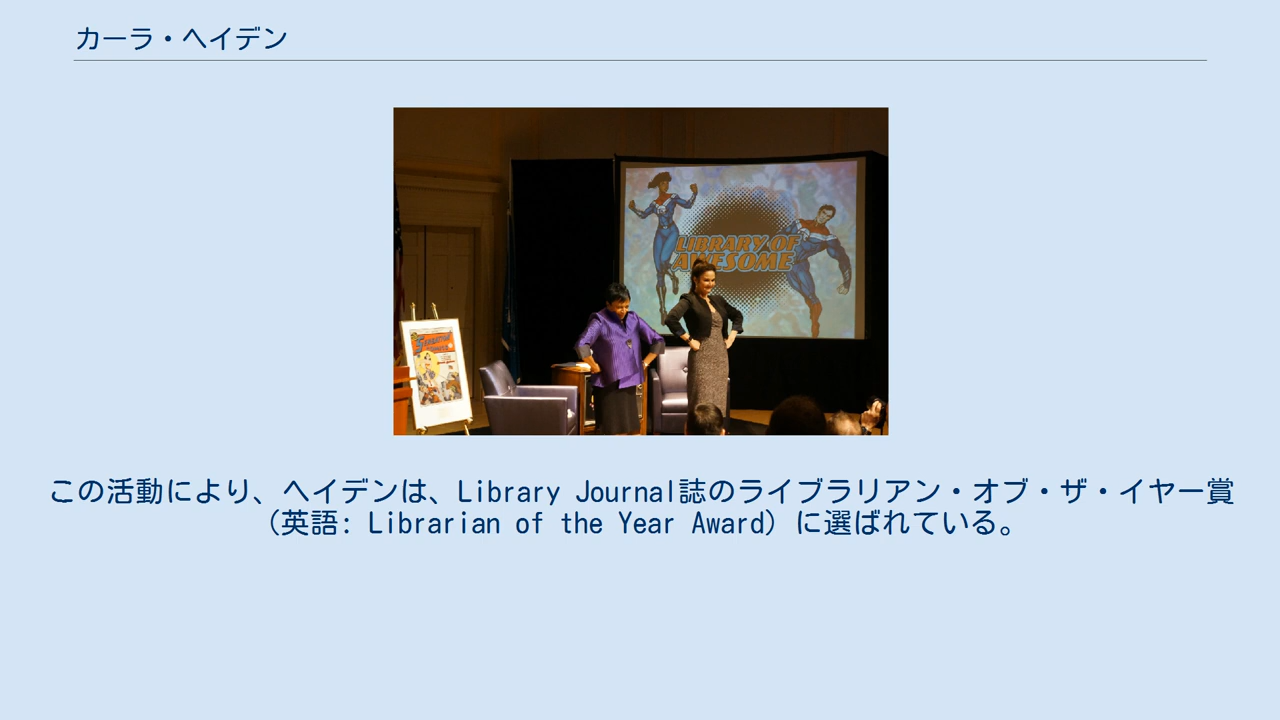 カーラ・ヘイデン
LIBRARY OF
AWESOME
SENSATION
この活動により、ヘイデンは、Library Journal誌のライブラリアン・オブ・ザ・イヤー賞
（英語: Librarian of the Year Award）に選ばれている。